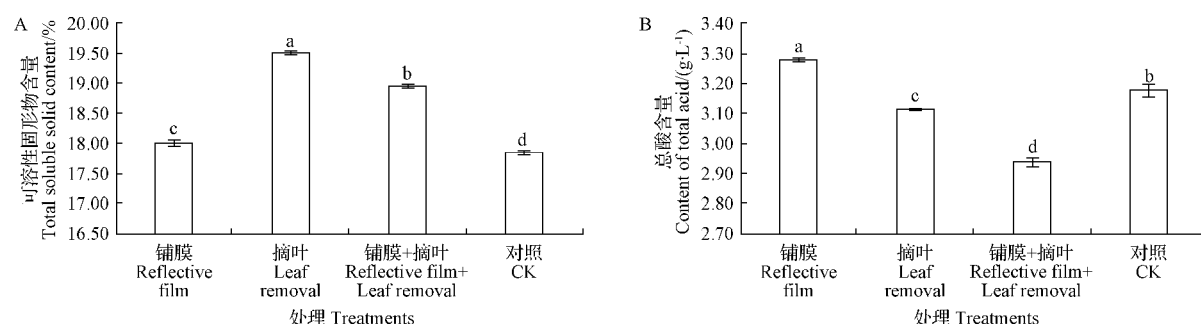 A
可溶性固形物含量
Total soluble solid content/%
20.00
19.50
19.00
18.50
18.00
17.50
17.00
16.50
c
a
b
d
铺膜
Reflective
film
摘叶
Leaf
removal
铺膜+摘叶
Reflective film+
Leaf removal
对照
CK
处理 Treatments
B
总酸含量
Content of total acid/(g·L⁻¹)
3.40
3.30
3.20
3.10
3.00
2.90
2.80
2.70
a
c
d
b
铺膜
Reflective
film
摘叶
Leaf
removal
铺膜+摘叶
Reflective film+
Leaf removal
对照
CK
处理 Treatments